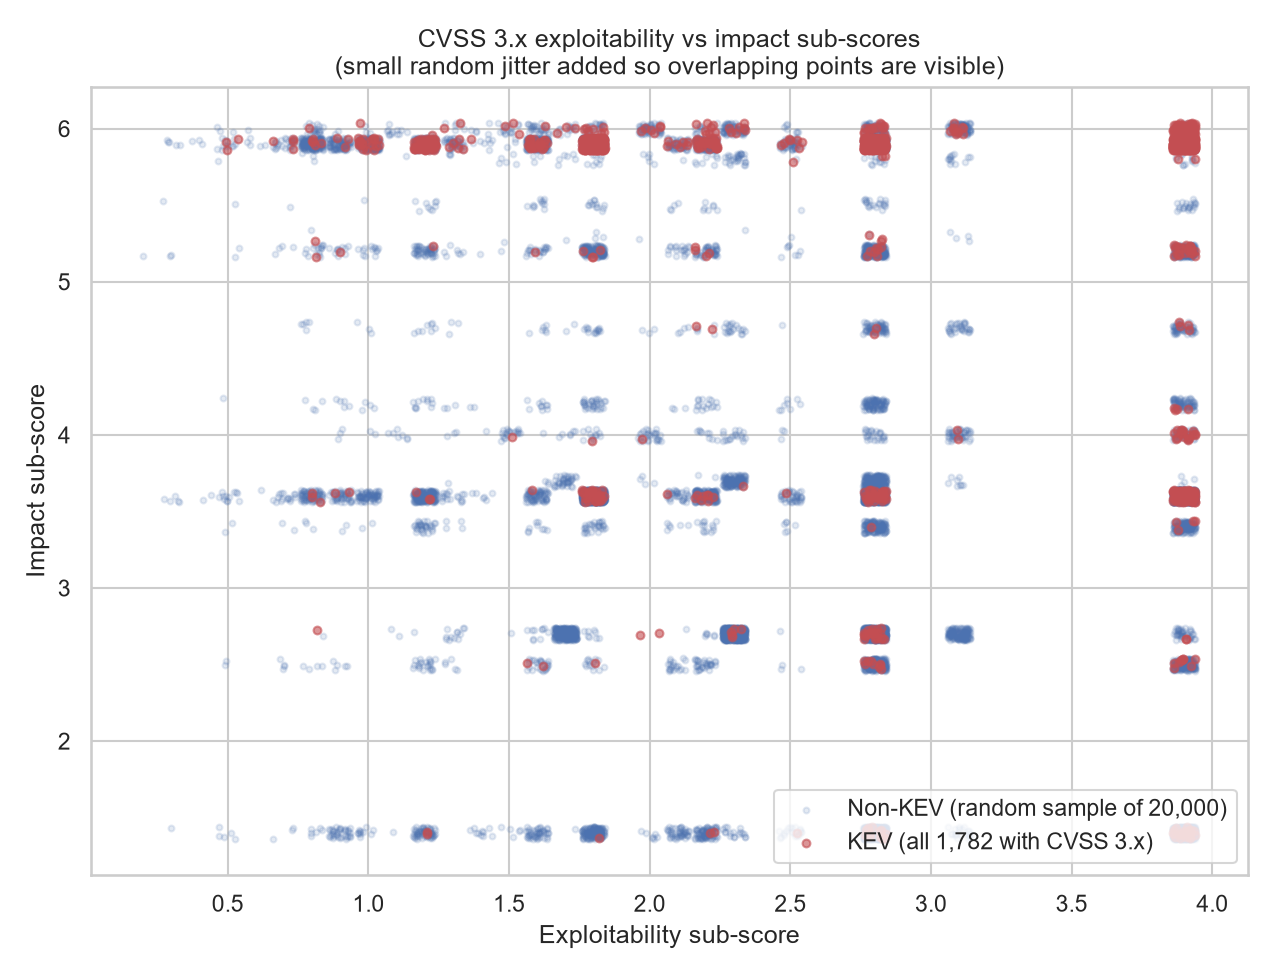 CVSS 3.x exploitability vs impact sub-scores
(small random jitter added so overlapping points are visible)
6
5
4
3
2
Impact sub-score
Non-KEV (random sample of 20,000)
KEV (all 1,782 with CVSS 3.x)
0.5 1.0 1.5 2.0 2.5 3.0 3.5 4.0
Exploitability sub-score